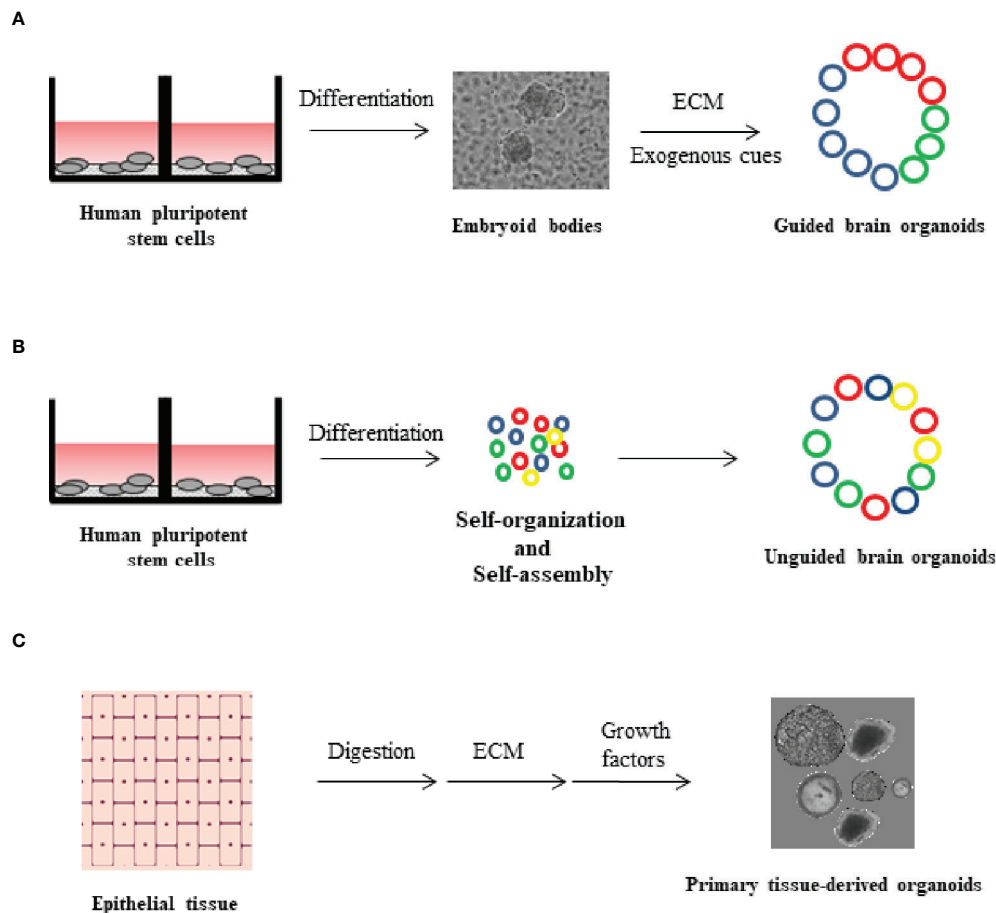 A
Differentiation
ECM
Exogenous cues
Human pluripotent
stem cells
Embryoid bodies
Guided brain organoids
B
Differentiation
Human pluripotent
stem cells
Self-organization
and
Self-assembly
Unguided brain organoids
C
Digestion
ECM
Growth
factors
Epithelial tissue
Primary tissue-derived organoids